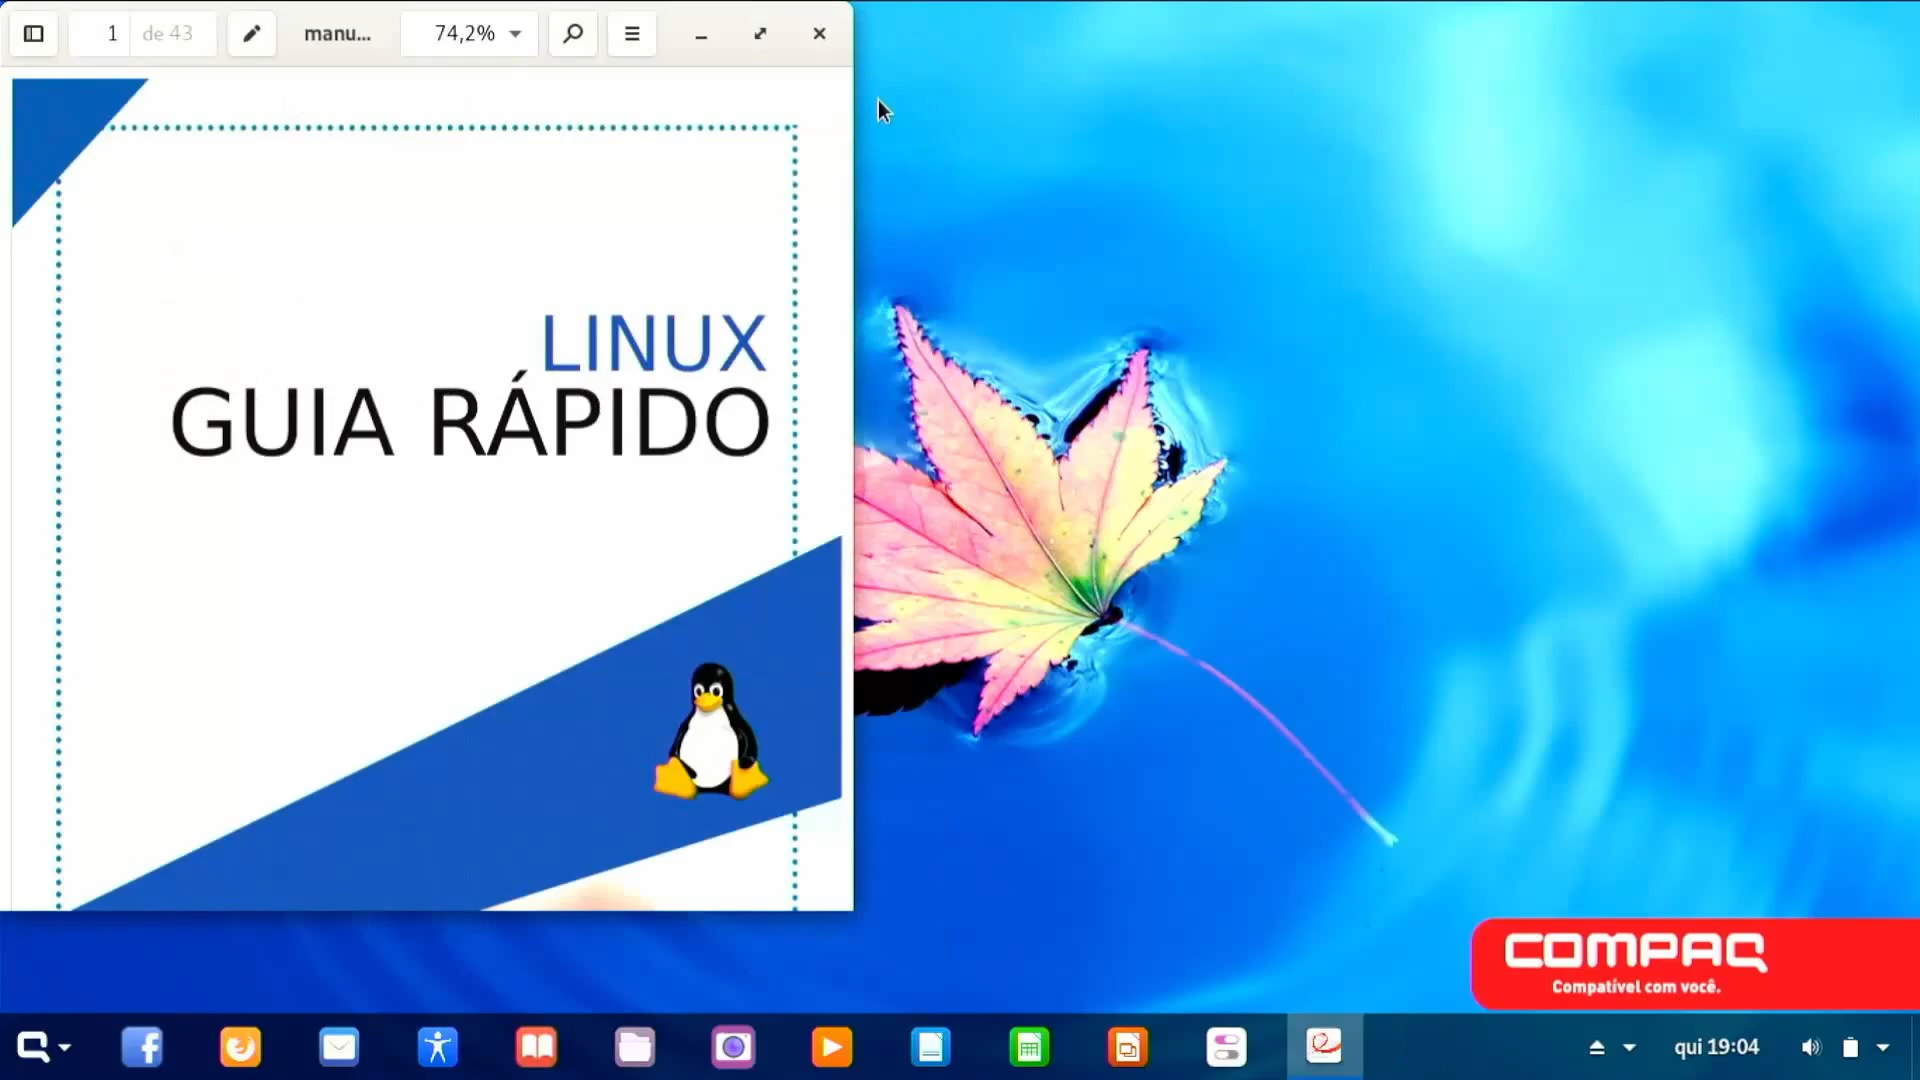 1
de 43
manu...
74,2%
LINUX
GUIA RÁPIDO
COMPAQ
Compatível com você.
qui 19:04